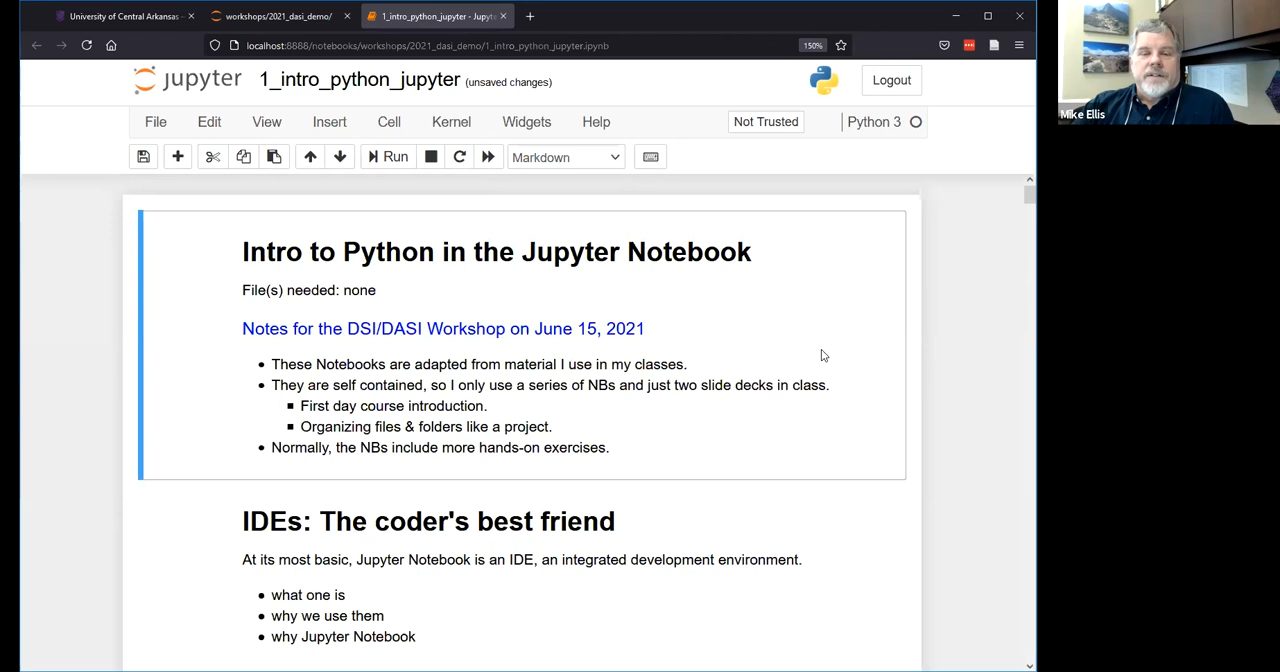 University of Central Arkansas -
workshops/2021_dasi_demo/
1_intro_python_jupyter - Jupyte
localhost:8888/notebooks/workshops/2021_dasi_demo/1_intro_python_jupyter.ipynb
150%
jupyter 1_intro_python_jupyter (unsaved changes)
Logout
File Edit View Insert Cell Kernel Widgets Help
Not Trusted
Python 3
Run
Markdown
Intro to Python in the Jupyter Notebook
File(s) needed: none
Notes for the DSI/DASI Workshop on June 15, 2021
These Notebooks are adapted from material I use in my classes.
They are self contained, so I only use a series of NBs and just two slide decks in class.
First day course introduction.
Organizing files & folders like a project.
Normally, the NBs include more hands-on exercises.
IDEs: The coder's best friend
At its most basic, Jupyter Notebook is an IDE, an integrated development environment.
what one is
why we use them
why Jupyter Notebook
Mike Ellis